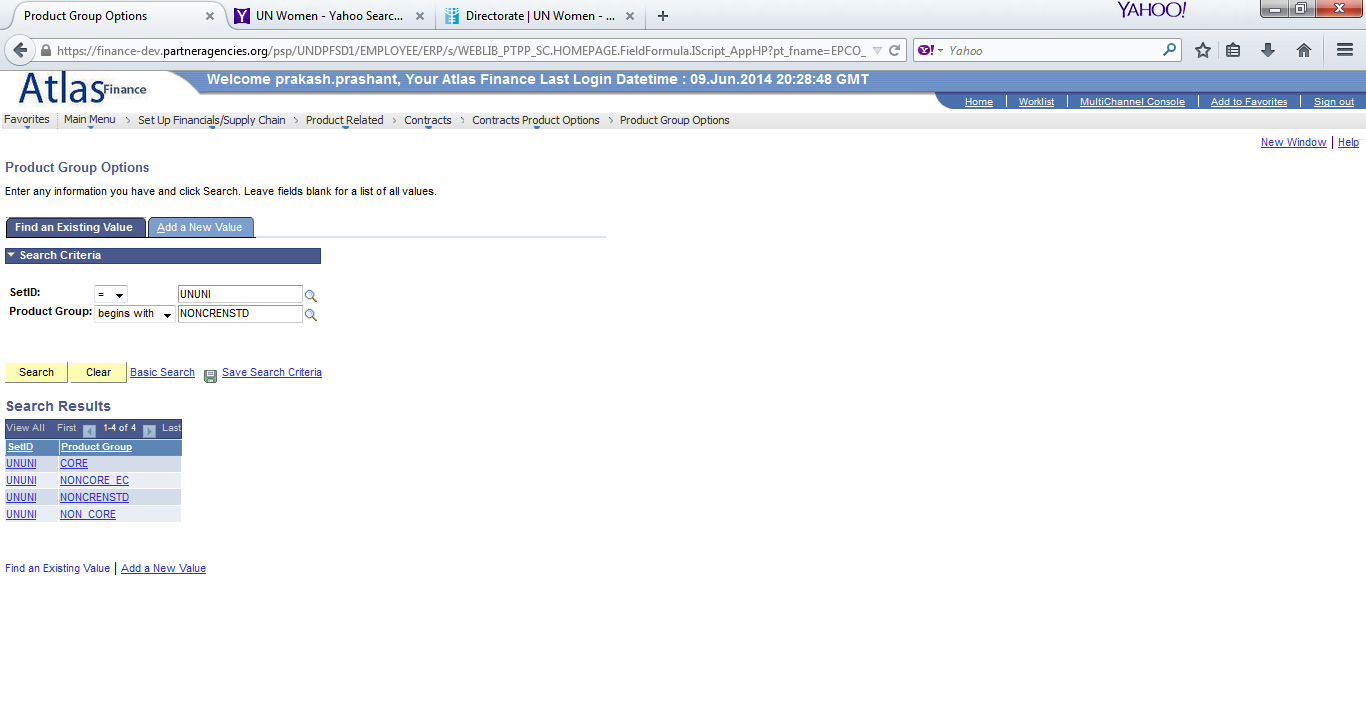 Product Group Options
UN Women - Yahoo Searc...
Directorate | UN Women - ...
YAHOO!
https://finance-dev.partneragencies.org/psp/UNDPFSD1/EMPLOYEE/ERP/s/WEBLIB_PTPP_SC.HOMEPAGE.FieldFormula.IScript_AppHP?pt_fname=EPCO_
Yahoo
Atlas Finance
Welcome prakash.prashant, Your Atlas Finance Last Login Datetime : 09.Jun.2014 20:28:48 GMT
Home | Worklist | MultiChannel Console | Add to Favorites | Sign out
Favorites Main Menu > Set Up Financials/Supply Chain > Product Related > Contracts > Contracts Product Options > Product Group Options
New Window | Help
Product Group Options
Enter any information you have and click Search. Leave fields blank for a list of all values.
Find an Existing Value Add a New Value
Search Criteria
SetID: = UNUNI
Product Group: begins with NONCRENSTD
Search Clear Basic Search Save Search Criteria
Search Results
View All First 1-4 of 4 Last
SetID Product Group
UNUNI CORE
UNUNI NONCORE_EC
UNUNI NONCRENSTD
UNUNI NON_CORE
Find an Existing Value | Add a New Value